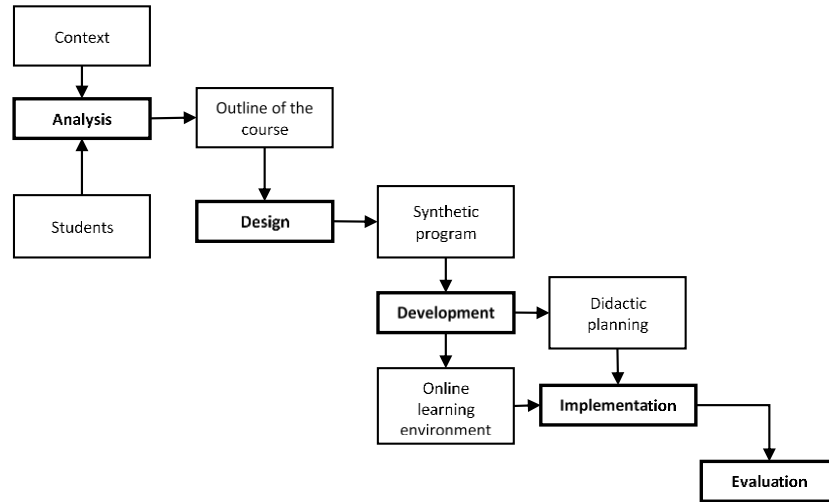 Context
Analysis
Outline of the
course
Students
Design
Synthetic
program
Development
Didactic
planning
Online
learning
environment
Implementation
Evaluation